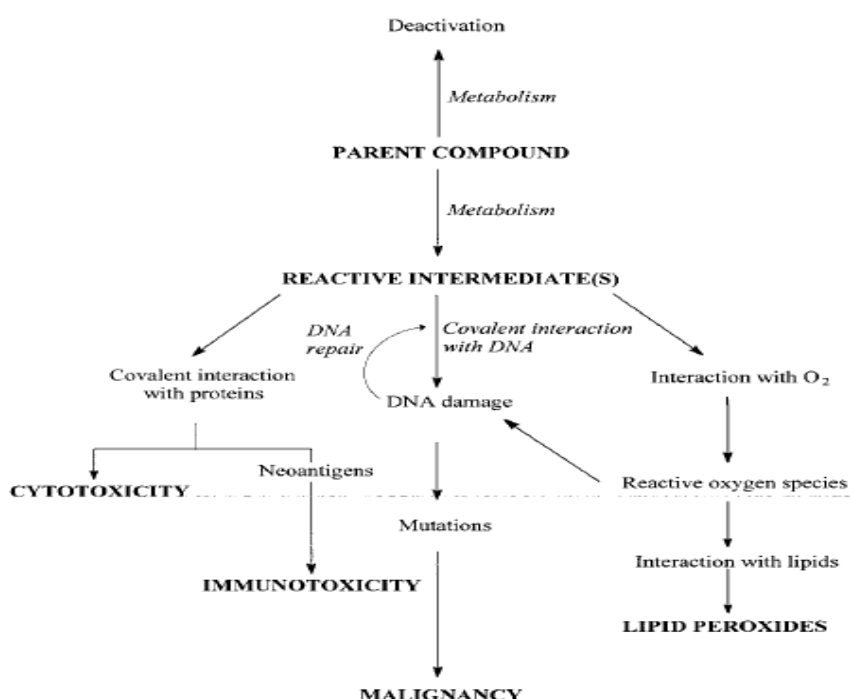 Deactivation
Metabolism
PARENT COMPOUND
Metabolism
REACTIVE INTERMEDIATE(S)
DNA
repair
Covalent interaction
with DNA
Covalent interaction
with proteins
Interaction with O₂
DNA damage
Neoantigens
CYTOTOXICITY
Reactive oxygen species
Mutations
Interaction with lipids
IMMUNOTOXICITY
LIPID PEROXIDES
MALIGNANCY